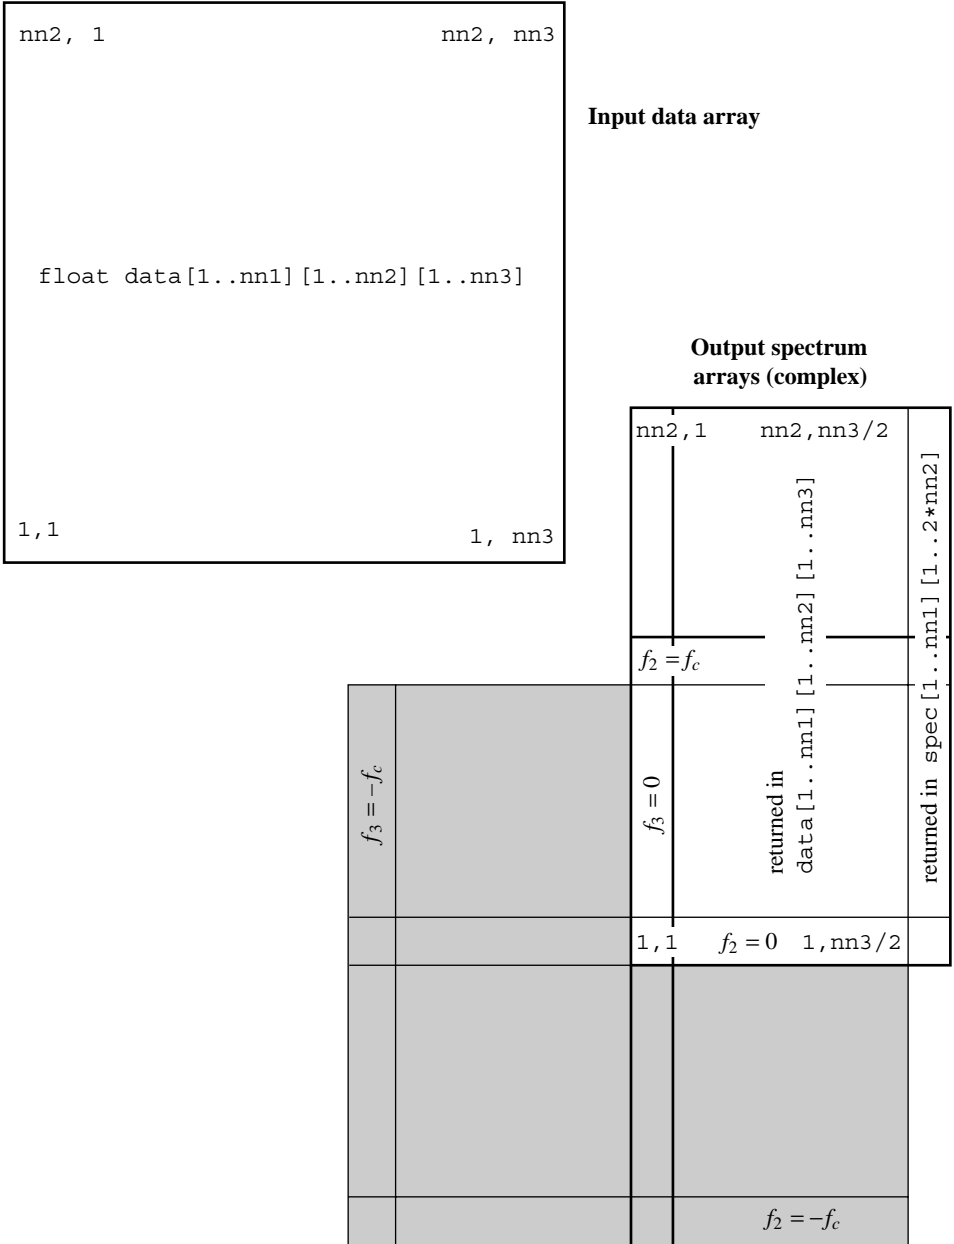 nn2, 1
nn2, nn3
Input data array
float data[1..nn1][1..nn2][1..nn3]
1,1
1, nn3
Output spectrum
arrays (complex)
nn2,1
nn2,nn3/2
f2 = fc
f3 = −fc
f3 = 0
returned in
data[1..nn1][1..nn2][1..nn3]
returned in spec[1..nn1][1..2*nn2]
1,1
f2 = 0
1,nn3/2
f2 = −fc